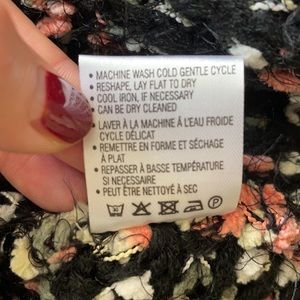 • MACHINE WASH COLD GENTLE CYCLE
• RESHAPE, LAY FLAT TO DRY
• COOL IRON, IF NECESSARY
• CAN BE DRY CLEANED
• LAVER À LA MACHINE À L'EAU FROIDE
CYCLE DÉLICAT
• REMETTRE EN FORME ET SÉCHAGE
À PLAT
• REPASSER À BASSE TEMPÉRATURE
SI NECESSAIRE
• PEUT ÊTRE NETTOYÉ À SEC
P